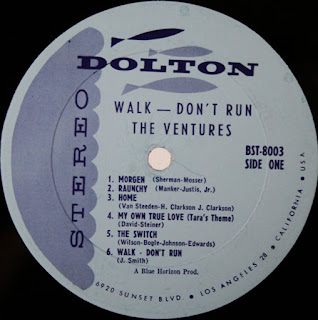 DOLTON
STEREO
WALK — DON'T RUN
THE VENTURES
BST-8003
SIDE ONE
1. MORGEN (Sherman-Mosser)
2. RAUNCHY (Manker-Justis, Jr.)
3. HOME
(Van Steeden-H. Clarkson J. Clarkson)
4. MY OWN TRUE LOVE (Tara's Theme)
(David-Steiner)
5. THE SWITCH
(Wilson-Bogle-Johnson-Edwards)
6. WALK - DON'T RUN
(J. Smith)
A Blue Horizon Prod.
6920 SUNSET BLVD. • LOS ANGELES 28 • CALIFORNIA • USA